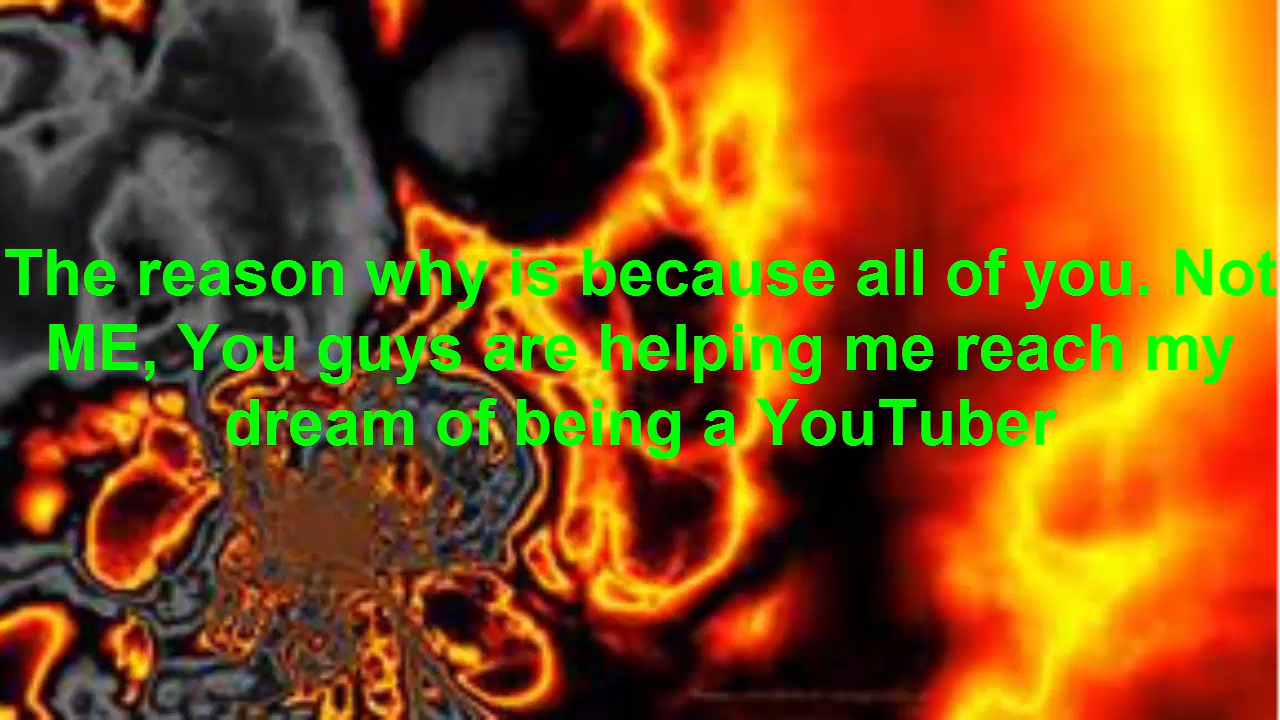 The reason why is because all of you. Not
ME, You guys are helping me reach my
dream of being a YouTuber